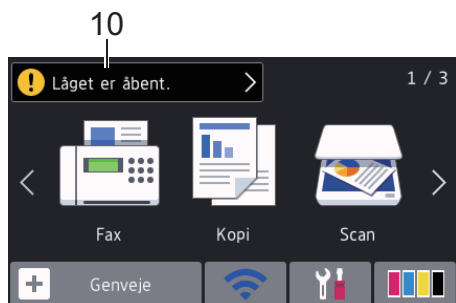 10
Låget er åbent.
1 / 3
Fax
Kopi
Scan
Genveje